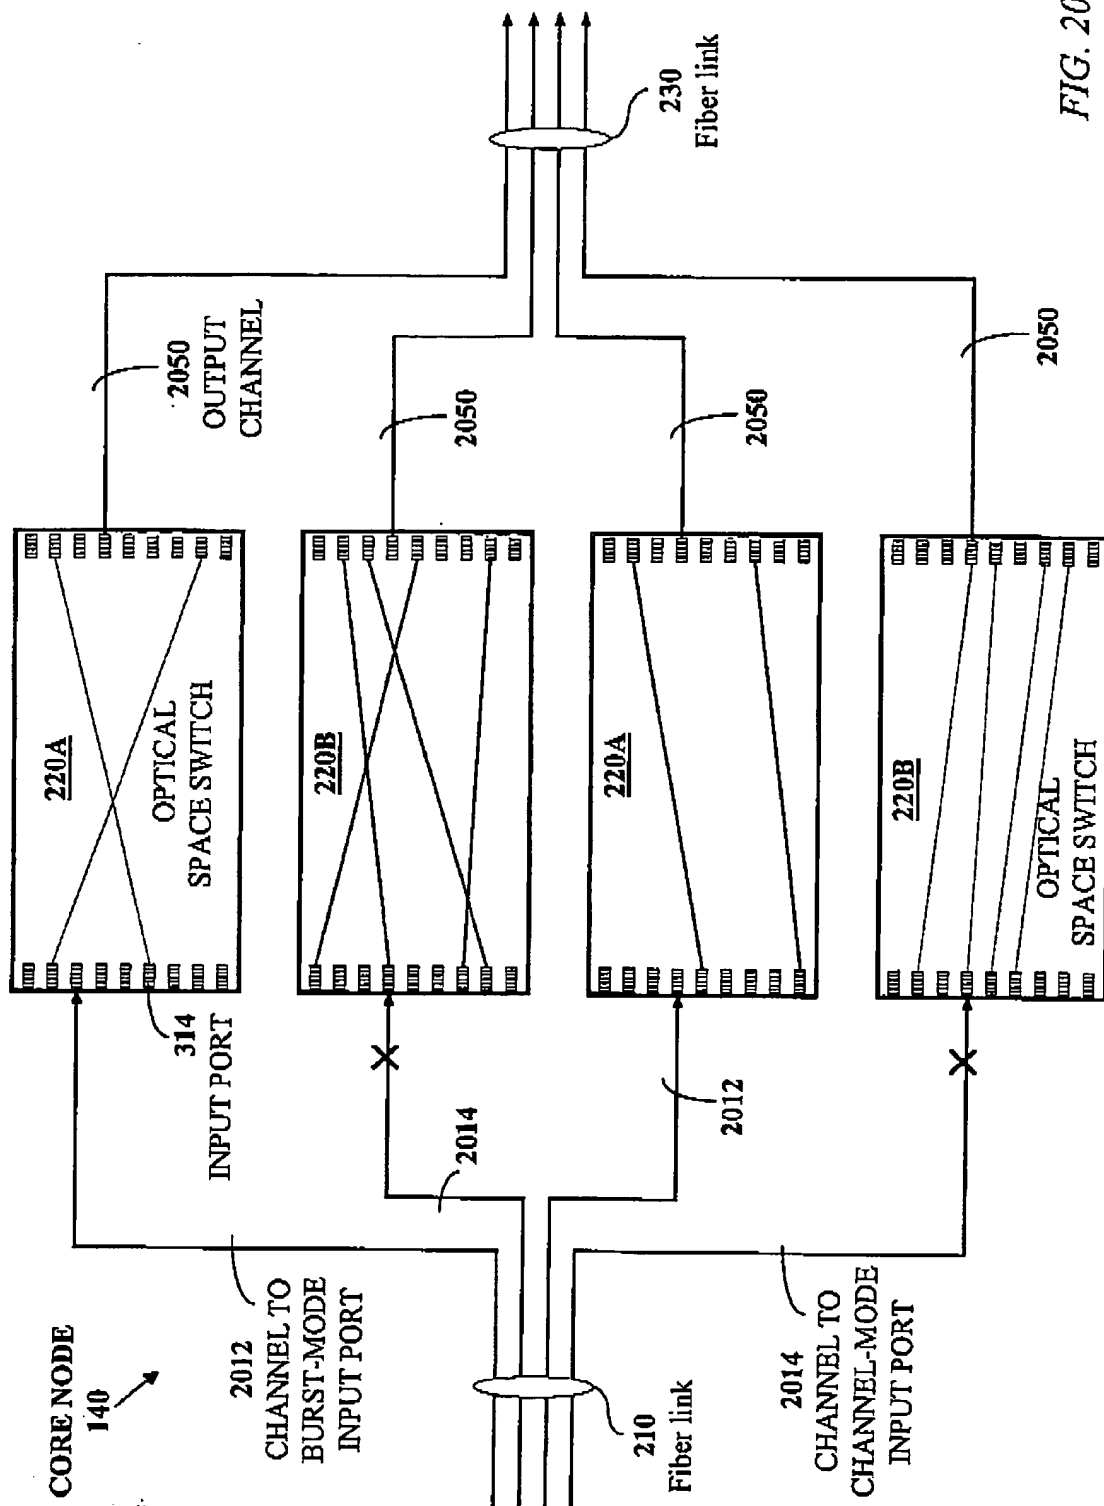 CORE NODE
140
2012
CHANNEL TO
BURST-MODE
INPUT PORT
210
Fiber link
2014
CHANNEL TO
CHANNEL-MODE
INPUT PORT
2014
2012
314
INPUT PORT
220A
OPTICAL
SPACE SWITCH
220B
220A
220B
OPTICAL
SPACE SWITCH
2050
OUTPUT
CHANNEL
2050
2050
2050
230
Fiber link
FIG. 20